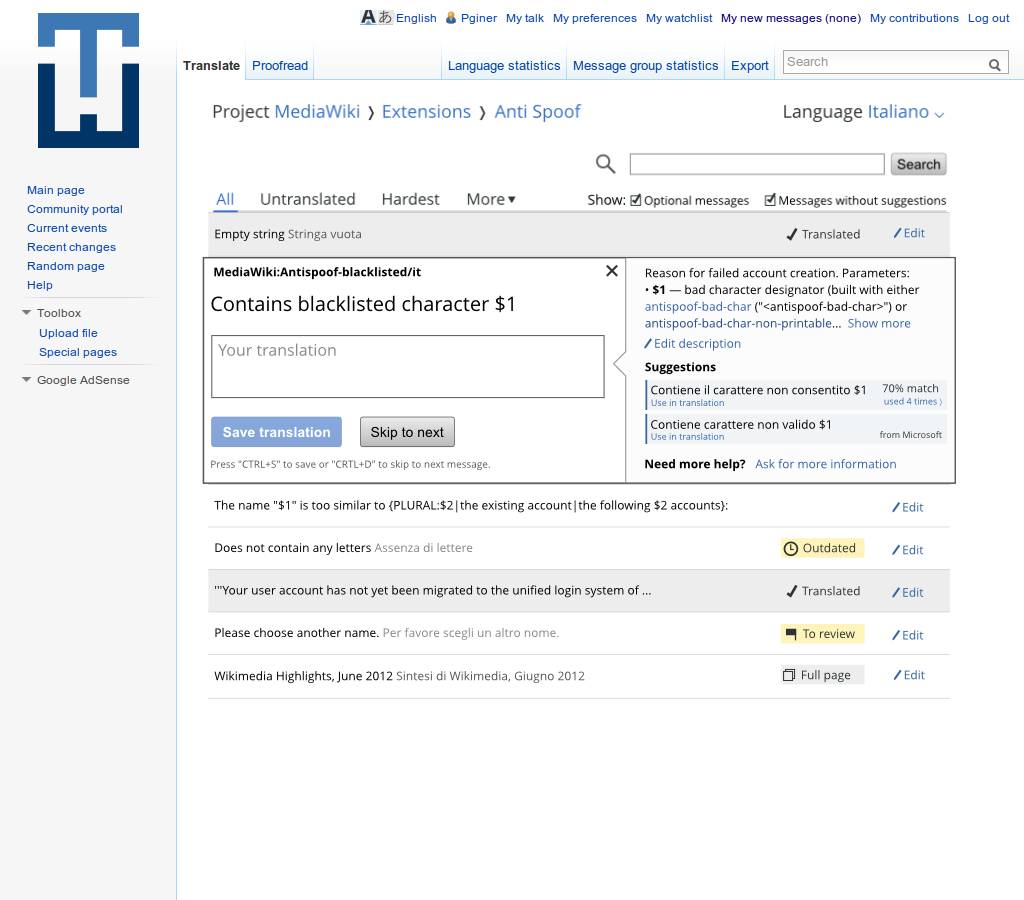 Aあ English Pginer My talk My preferences My watchlist My new messages (none) My contributions Log out
Translate Proofread Language statistics Message group statistics Export Search
Project MediaWiki ❭ Extensions ❭ Anti Spoof Language Italiano
Search
Main page
Community portal
Current events
Recent changes
Random page
Help
Toolbox
Upload file
Special pages
Google AdSense
All Untranslated Hardest More▼ Show: Optional messages Messages without suggestions
Empty string Stringa vuota Translated Edit
MediaWiki:Antispoof-blacklisted/it
Contains blacklisted character $1
Your translation
Save translation Skip to next
Press "CTRL+S" to save or "CRTL+D" to skip to next message.
Reason for failed account creation. Parameters:
• $1 — bad character designator (built with either
antispoof-bad-char ("<antispoof-bad-char>") or
antispoof-bad-char-non-printable... Show more
Edit description
Suggestions
Contiene il carattere non consentito $1 70% match
Use in translation used 4 times ⟩
Contiene carattere non valido $1
Use in translation from Microsoft
Need more help? Ask for more information
The name "$1" is too similar to {PLURAL:$2|the existing account|the following $2 accounts}: Edit
Does not contain any letters Assenza di lettere Outdated Edit
'''Your user account has not yet been migrated to the unified login system of ... Translated Edit
Please choose another name. Per favore scegli un altro nome. To review Edit
Wikimedia Highlights, June 2012 Sintesi di Wikimedia, Giugno 2012 Full page Edit